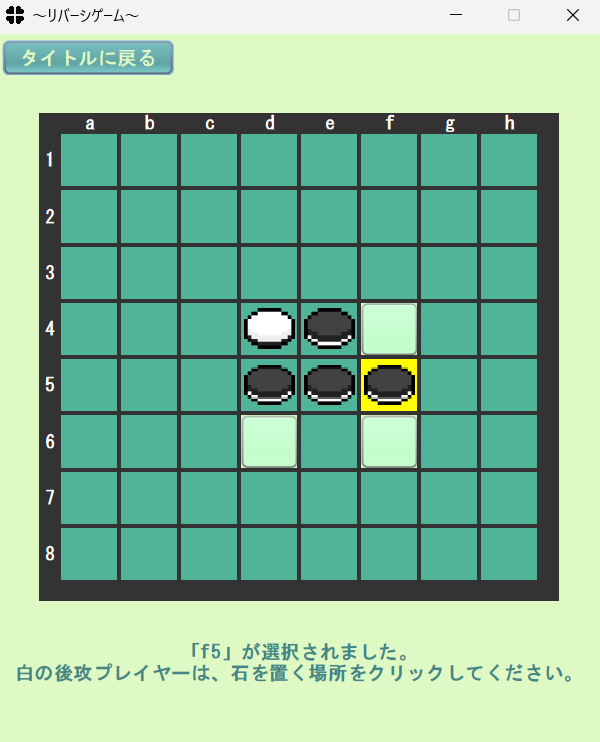 ～リバーシゲーム～
タイトルに戻る
a b c d e f g h
1
2
3
4
5
6
7
8
「f5」が選択されました。
白の後攻プレイヤーは、石を置く場所をクリックしてください。